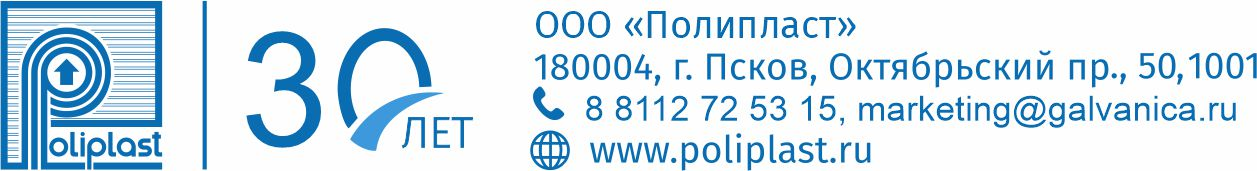 Poliplast
30 ЛЕТ
ООО «Полипласт»
180004, г. Псков, Октябрьский пр., 50,1001
8 8112 72 53 15, marketing@galvanica.ru
www.poliplast.ru